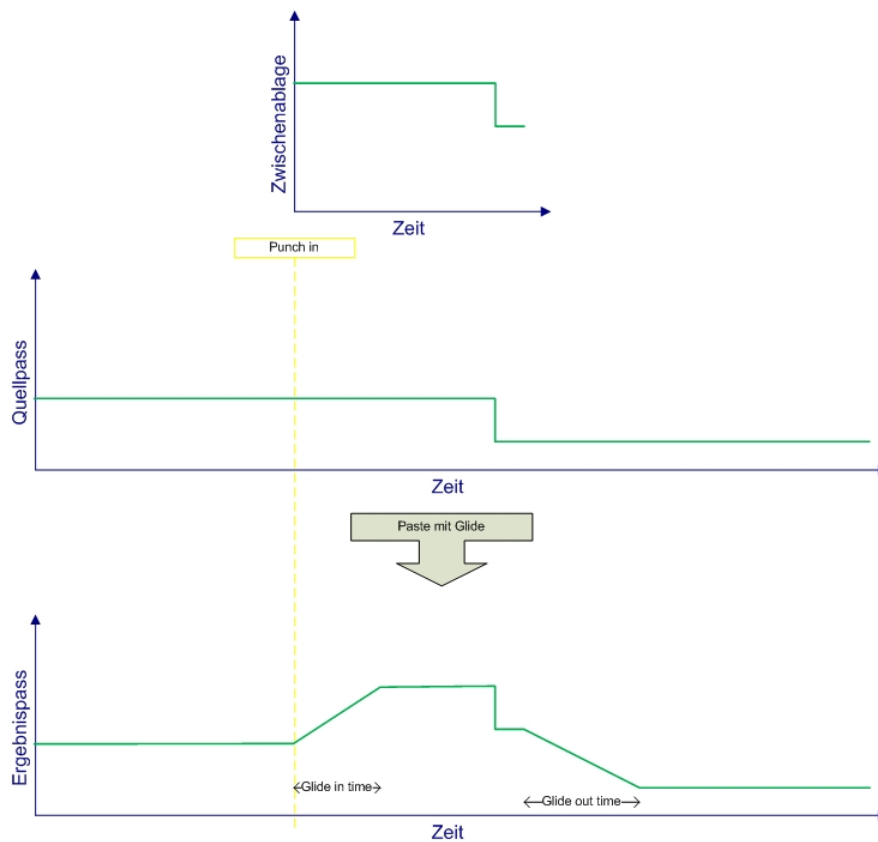 Zwischenablage
Zeit
Punch in
Quellpass
Zeit
Paste mit Glide
Ergebnispass
Glide in time
Glide out time
Zeit